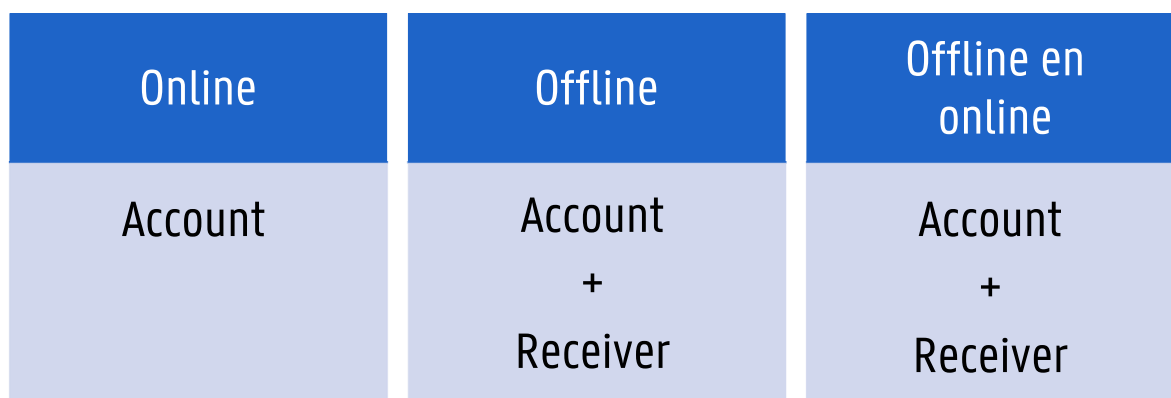 Online
Account
Offline
Account
+
Receiver
Offline en
online
Account
+
Receiver